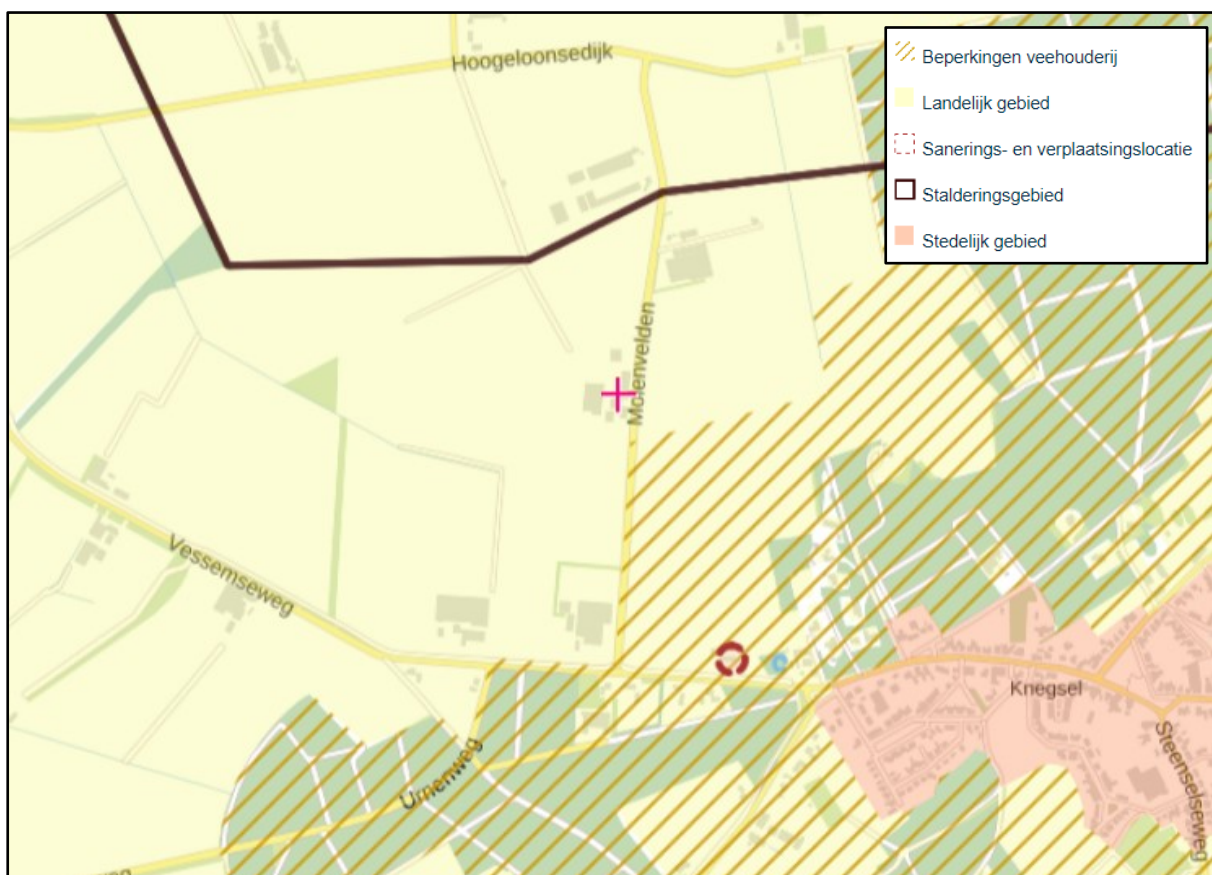 Hoogeloonsedijk
Beperkingen veehouderij
Landelijk gebied
Sanerings- en verplaatsingslocatie
Stalderingsgebied
Stedelijk gebied
Molenvelden
Vessemseweg
Knegsel
Urnenweg
Steenselseweg